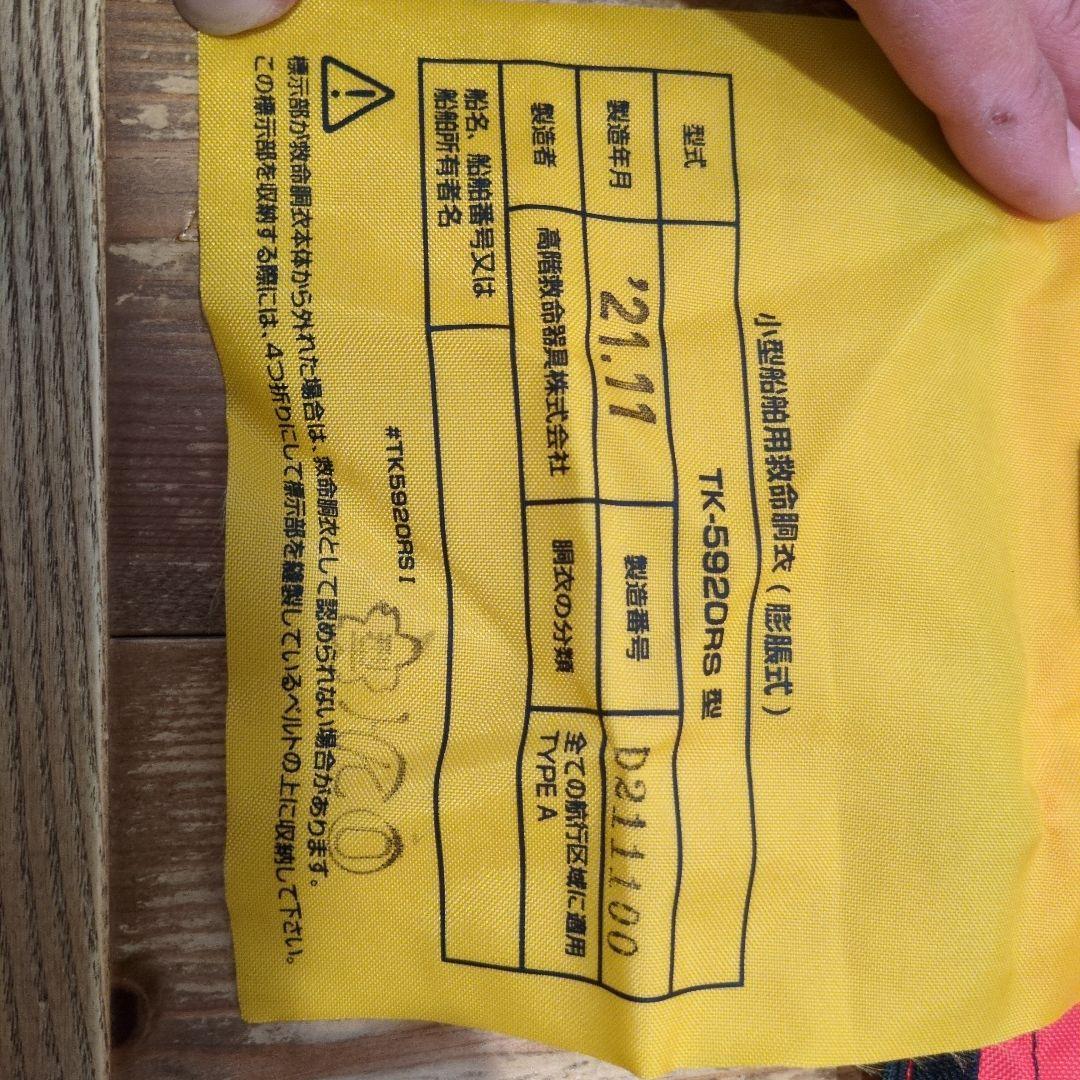 小型船舶用救命胴衣(膨脹式)
型式 TK-5920RS 型
製造年月 '21.11 製造番号 D211100
製造者 高階救命器具株式会社 胴衣の分類 全ての航行区域に適用
TYPE A
船名、船舶番号又は
船舶所有者名
#TK5920RS I
標示部が救命胴衣本体から外れた場合は、救命胴衣として認められない場合があります。
この標示部を収納する際には、4つ折りにして標示部を縫製しているベルトの上に収納して下さい。